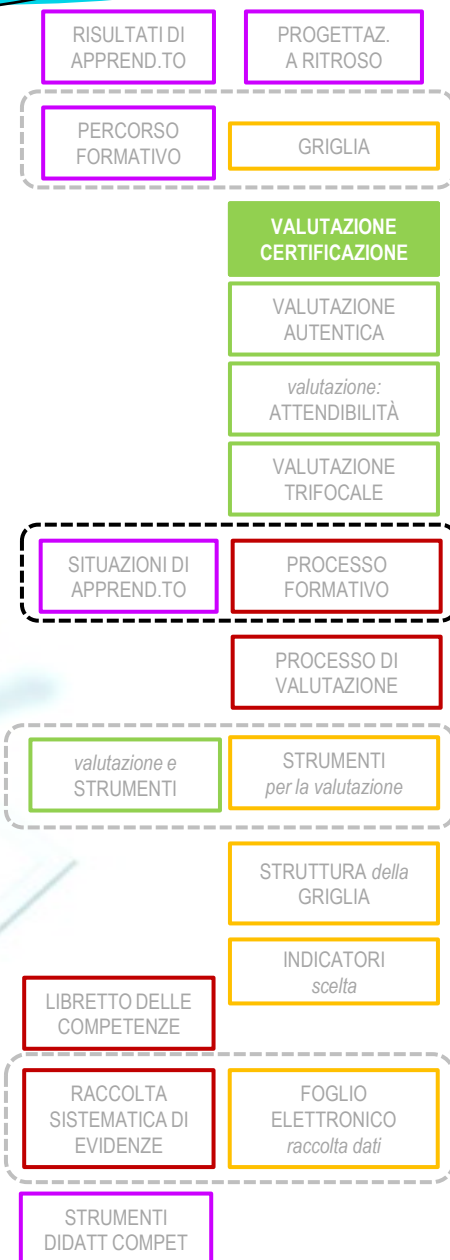 RISULTATI DI
APPREND.TO
PROGETTAZ.
A RITROSO
PERCORSO
FORMATIVO
GRIGLIA
VALUTAZIONE
CERTIFICAZIONE
VALUTAZIONE
AUTENTICA
valutazione:
ATTENDIBILITÀ
VALUTAZIONE
TRIFOCALE
SITUAZIONI DI
APPREND.TO
PROCESSO
FORMATIVO
PROCESSO DI
VALUTAZIONE
valutazione e
STRUMENTI
STRUMENTI
per la valutazione
STRUTTURA della
GRIGLIA
INDICATORI
scelta
LIBRETTO DELLE
COMPETENZE
RACCOLTA
SISTEMATICA DI
EVIDENZE
FOGLIO
ELETTRONICO
raccolta dati
STRUMENTI
DIDATT COMPET